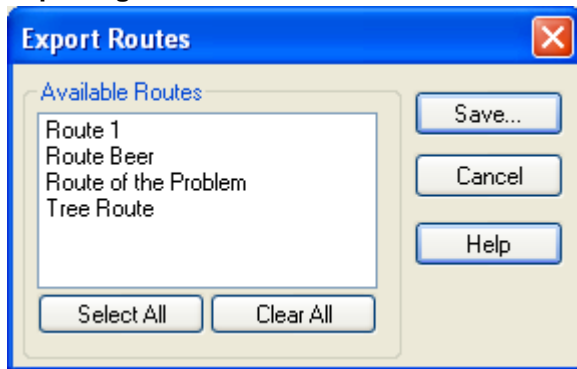 Export Routes
Available Routes
Route 1
Route Beer
Route of the Problem
Tree Route
Select All
Clear All
Save...
Cancel
Help